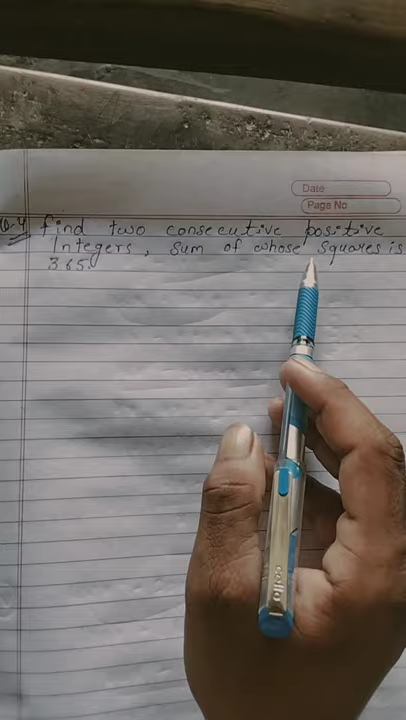 Date
Page No
Q.4 find two consecutive positive
Integers, sum of whose squares is
365.
cello